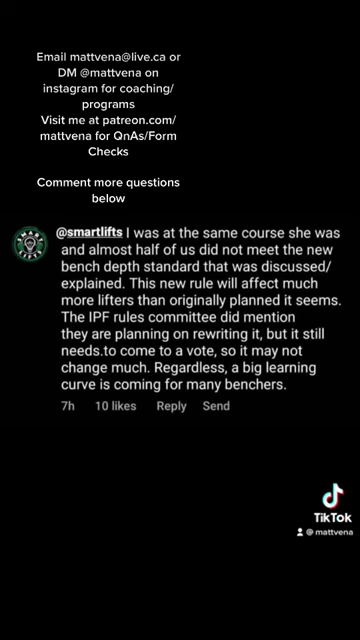 Email mattvena@live.ca or
DM @mattvena on
instagram for coaching/
programs
Visit me at patreon.com/
mattvena for QnAs/Form
Checks
Comment more questions
below
@smartlifts I was at the same course she was
and almost half of us did not meet the new
bench depth standard that was discussed/
explained. This new rule will affect much
more lifters than originally planned it seems.
The IPF rules committee did mention
they are planning on rewriting it, but it still
needs.to come to a vote, so it may not
change much. Regardless, a big learning
curve is coming for many benchers.
7h 10 likes Reply Send
TikTok
@ mattvena